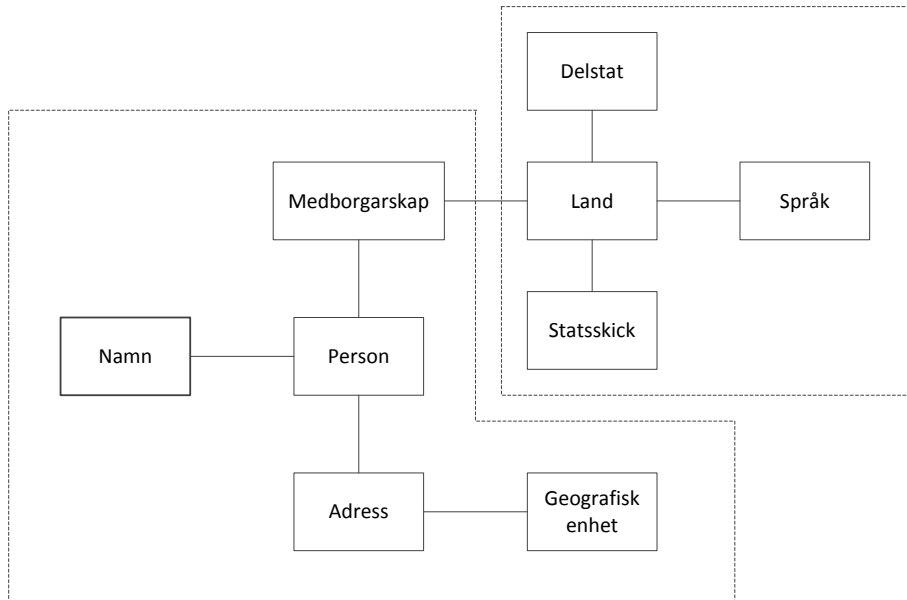 Delstat
Medborgarskap
Land
Språk
Namn
Person
Statsskick
Adress
Geografisk
enhet